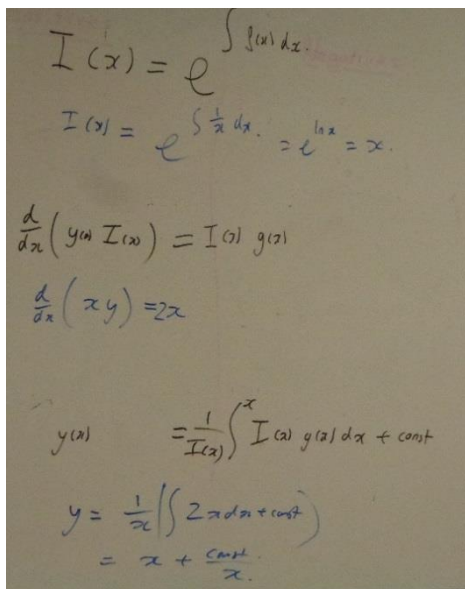 I(x) = e^{∫ f(x) dx.}
I(x) = e^{∫ 1/x dx.} = e^{ln x} = x.
d/dx (y(x) I(x)) = I(x) g(x)
d/dx (xy) = 2x
y(x) = 1/I(x) ∫^x I(x) g(x) dx + const
y = 1/x (∫ 2x dx + const)
= x + const./x.